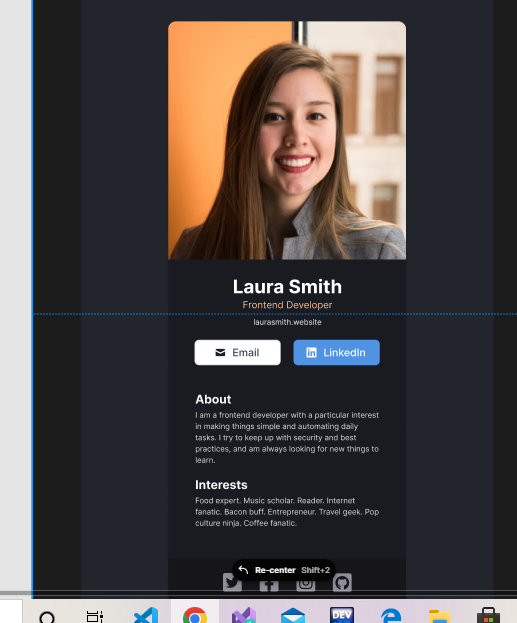 Laura Smith
Frontend Developer
laurasmith.website
Email
LinkedIn
About
I am a frontend developer with a particular interest
in making things simple and automating daily
tasks. I try to keep up with security and best
practices, and am always looking for new things to
learn.
Interests
Food expert. Music scholar. Reader. Internet
fanatic. Bacon buff. Entrepreneur. Travel geek. Pop
culture ninja. Coffee fanatic.
Re-center Shift+2
DEV